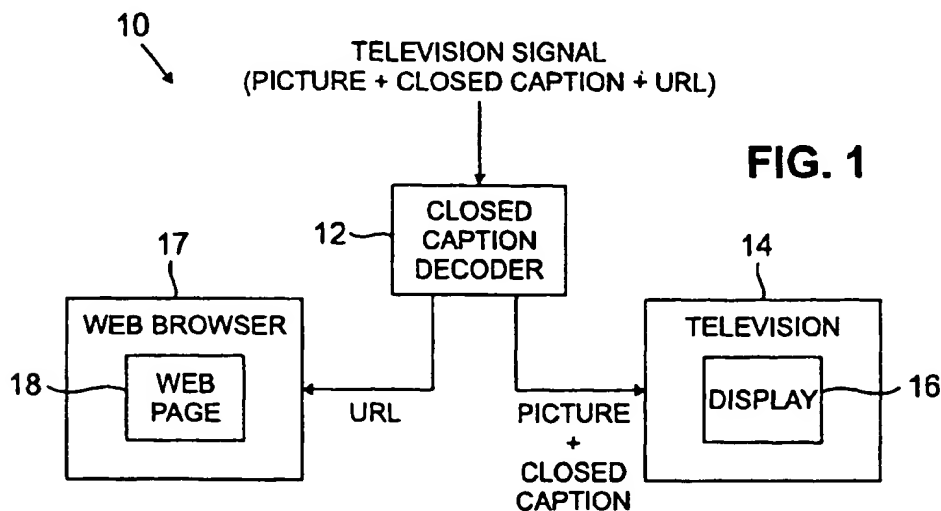 10
TELEVISION SIGNAL
(PICTURE + CLOSED CAPTION + URL)
FIG. 1
12
CLOSED
CAPTION
DECODER
17
WEB BROWSER
18
WEB
PAGE
14
TELEVISION
DISPLAY
16
URL
PICTURE
+
CLOSED
CAPTION